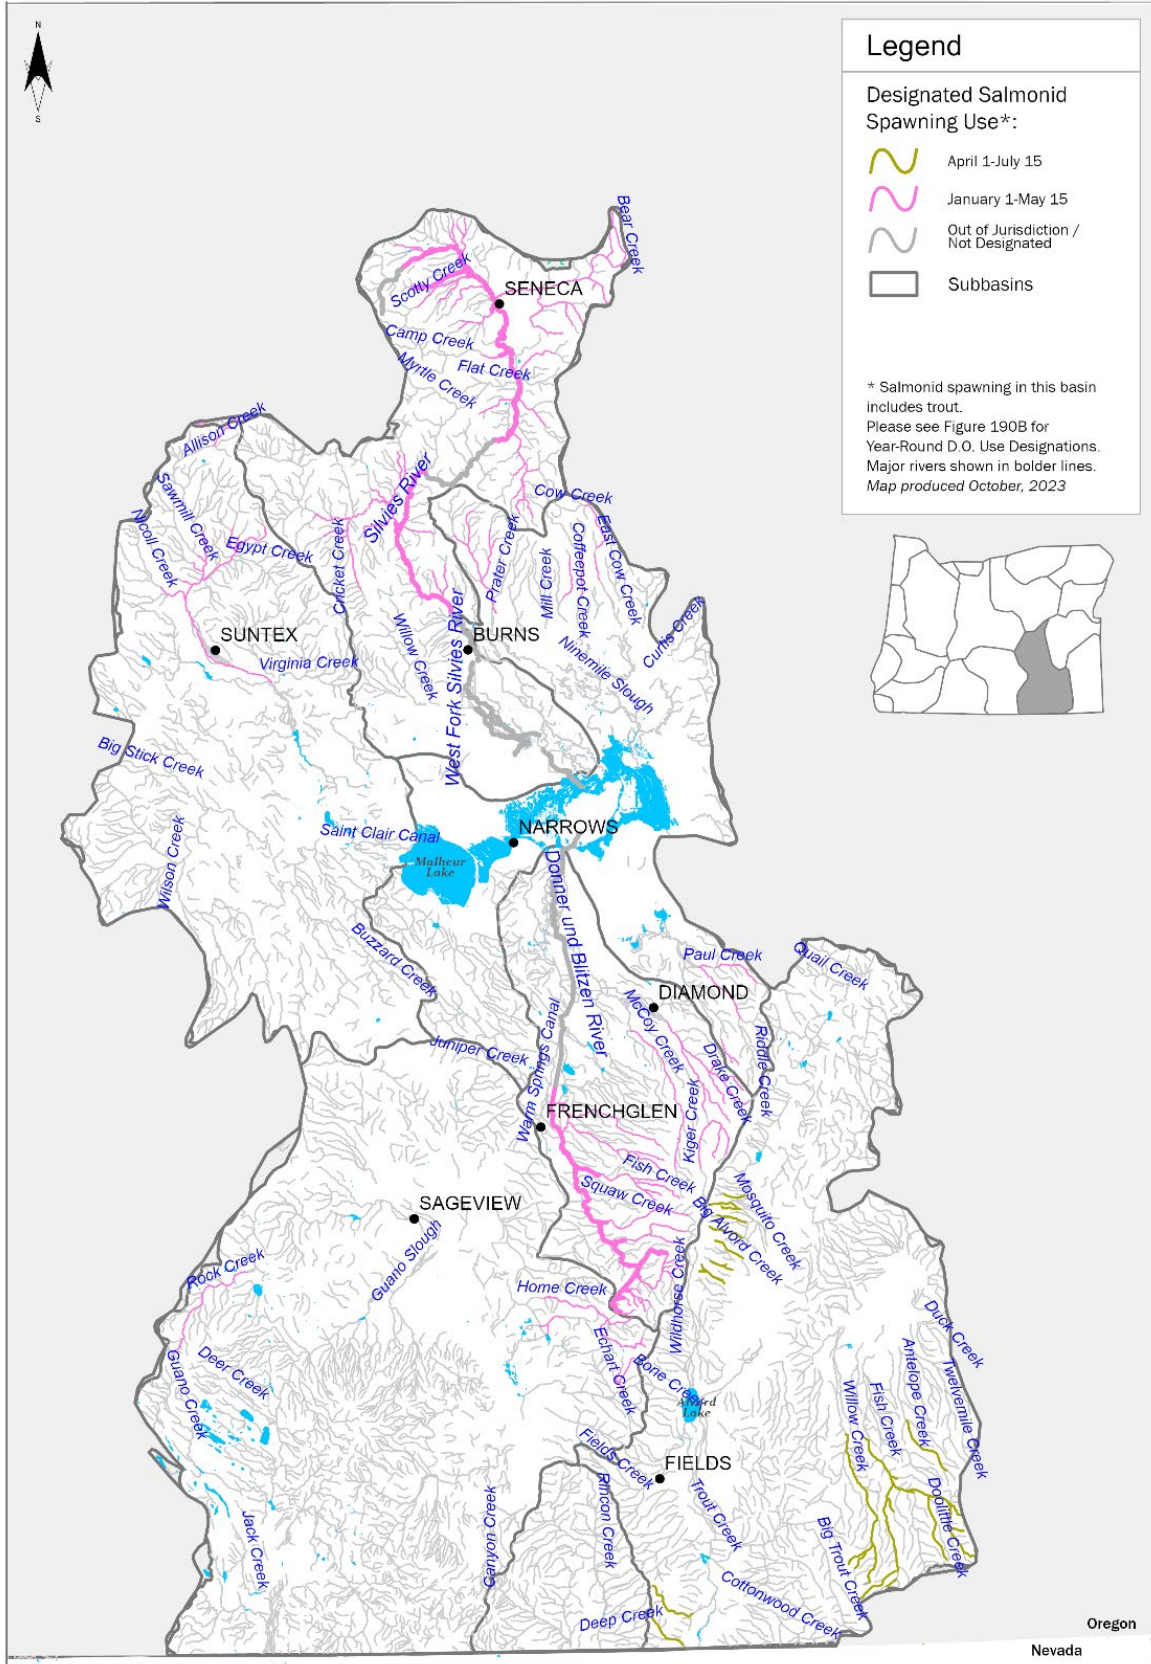 N
S
Legend
Designated Salmonid
Spawning Use*:
April 1-July 15
January 1-May 15
Out of Jurisdiction /
Not Designated
Subbasins
* Salmonid spawning in this basin
includes trout.
Please see Figure 190B for
Year-Round D.O. Use Designations.
Major rivers shown in bolder lines.
Map produced October, 2023
Bear Creek
Scotty Creek
SENECA
Camp Creek
Flat Creek
Myrtle Creek
Allison Creek
Silvies River
Cow Creek
Sawmill Creek
Nicoll Creek
Egypt Creek
Cricket Creek
Prater Creek
Mill Creek
Coffeepot Creek
East Cow Creek
Curtis Creek
SUNTEX
Virginia Creek
Willow Creek
West Fork Silvies River
BURNS
Ninemile Slough
Big Stick Creek
Wilson Creek
Saint Clair Canal
NARROWS
Malheur
Lake
Donner und Blitzen River
Buzzard Creek
Paul Creek
Quail Creek
DIAMOND
McCoy Creek
Juniper Creek
Warm Springs Canal
Drake Creek
Riddle Creek
FRENCHGLEN
Kiger Creek
Fish Creek
Squaw Creek
SAGEVIEW
Guano Slough
Mosquito Creek
Big Alvord Creek
Rock Creek
Home Creek
Wildhorse Creek
Guano Creek
Deer Creek
Echart Creek
Bone Creek
Alvord
Lake
Duck Creek
Antelope Creek
Twelvemile Creek
Willow Creek
Fish Creek
Fields Creek
FIELDS
Rincon Creek
Trout Creek
Doolittle Creek
Jack Creek
Canyon Creek
Big Trout Creek
Cottonwood Creek
Deep Creek
Oregon
Nevada